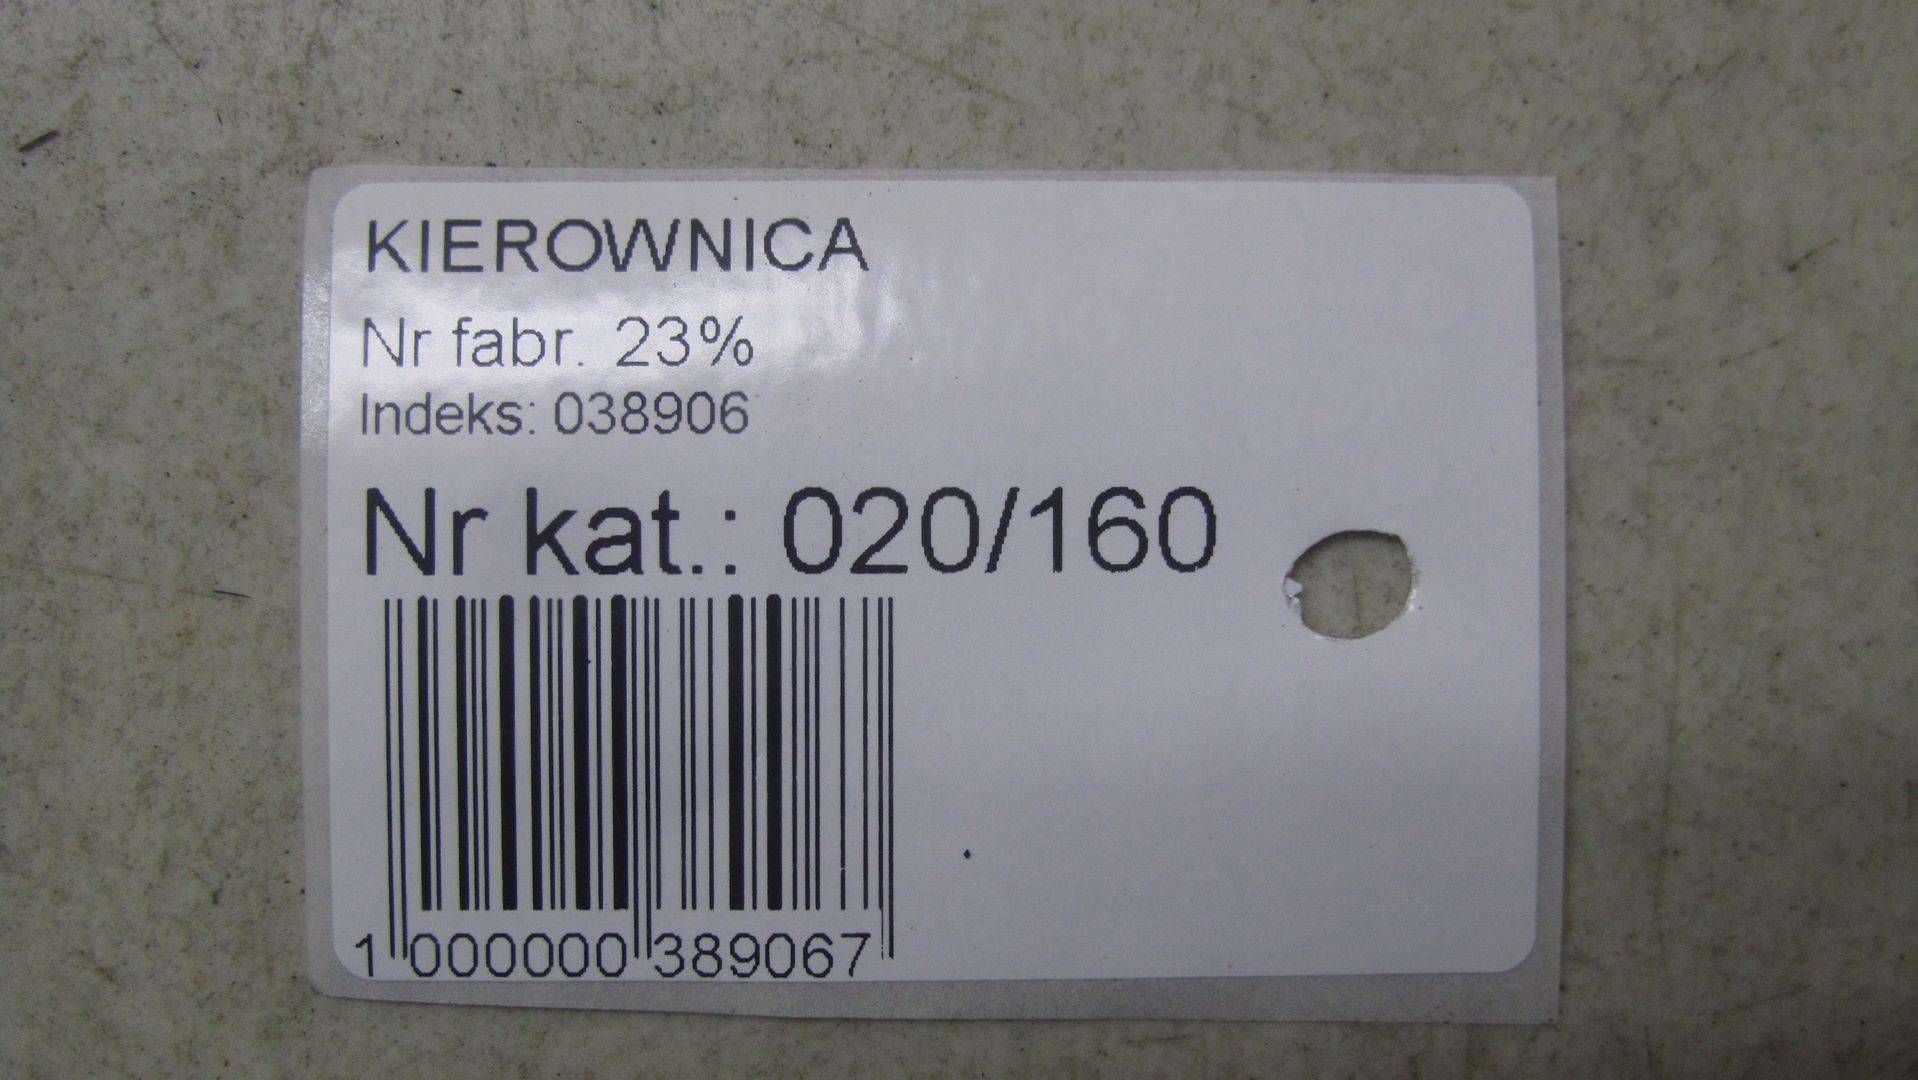 KIEROWNICA
Nr fabr. 23%
Indeks: 038906
Nr kat.: 020/160
1 000000 389067